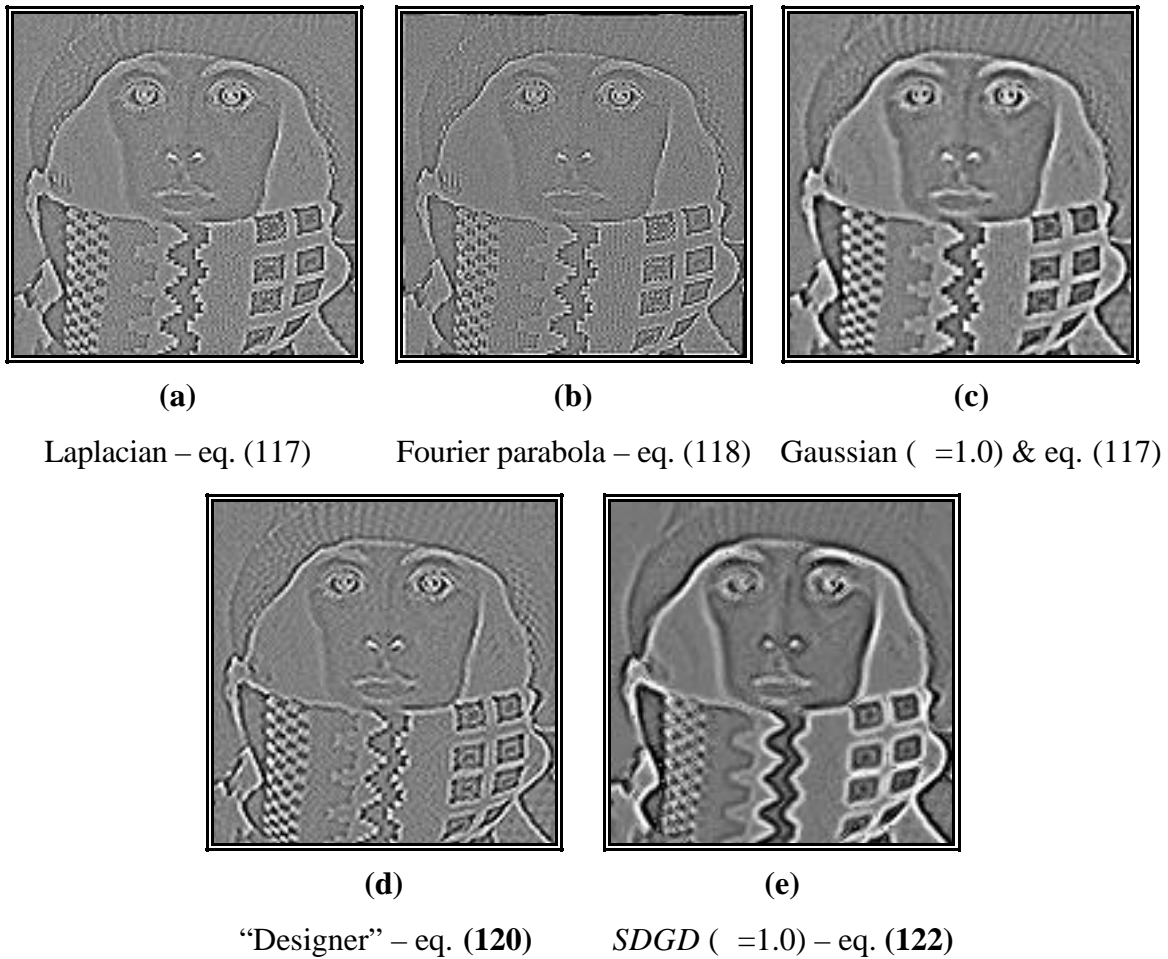 (a) (b) (c)
Laplacian – eq. (117) Fourier parabola – eq. (118) Gaussian ( =1.0) & eq. (117)
(d) (e)
“Designer” – eq. (120) SDGD ( =1.0) – eq. (122)